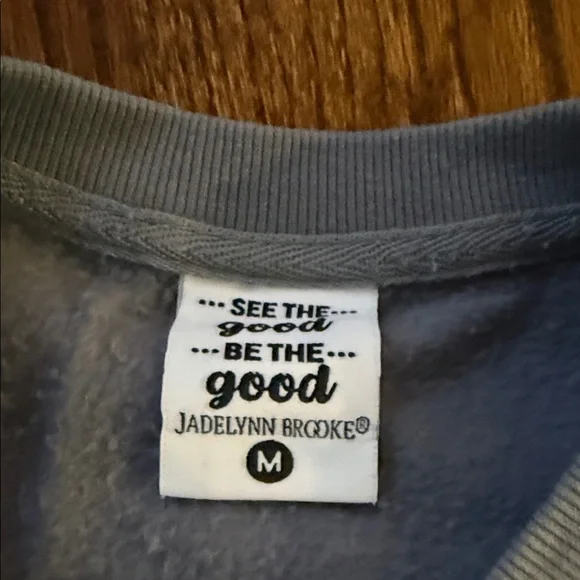 ··· SEE THE ···
good
··· BE THE ···
good
JADELYNN BROOKE®
M